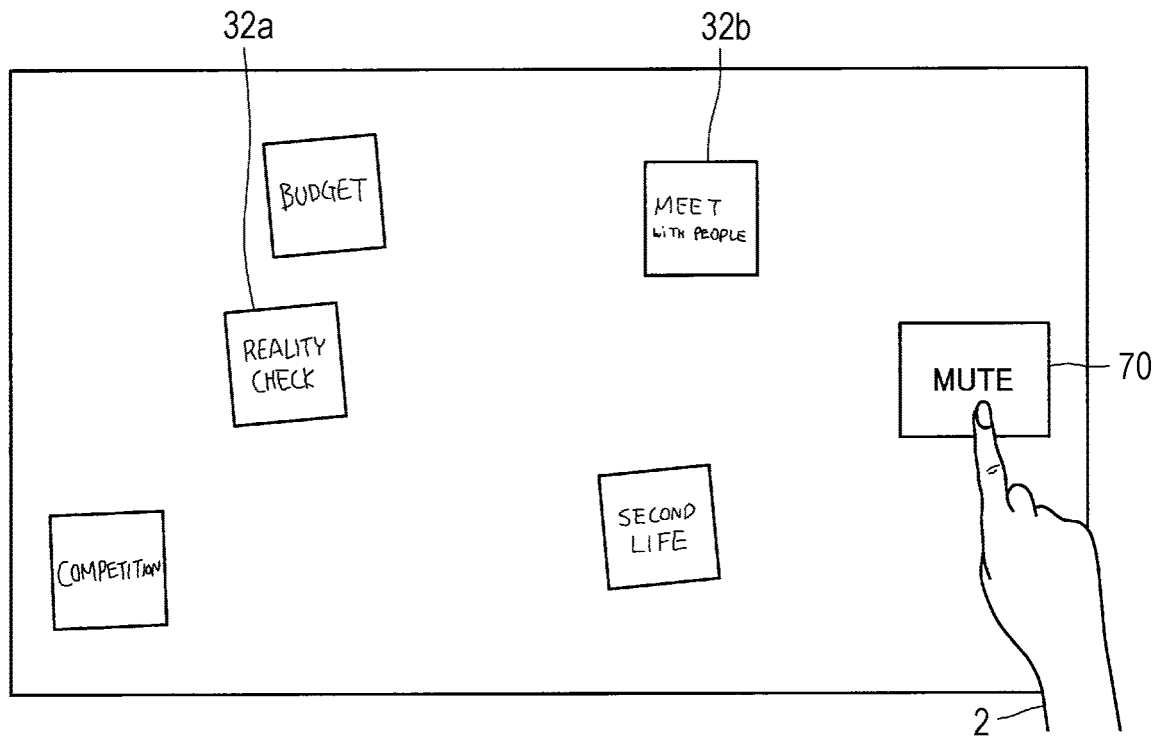 32a
32b
BUDGET
MEET
WITH PEOPLE
REALITY
CHECK
MUTE
70
SECOND
LIFE
COMPETITION
2